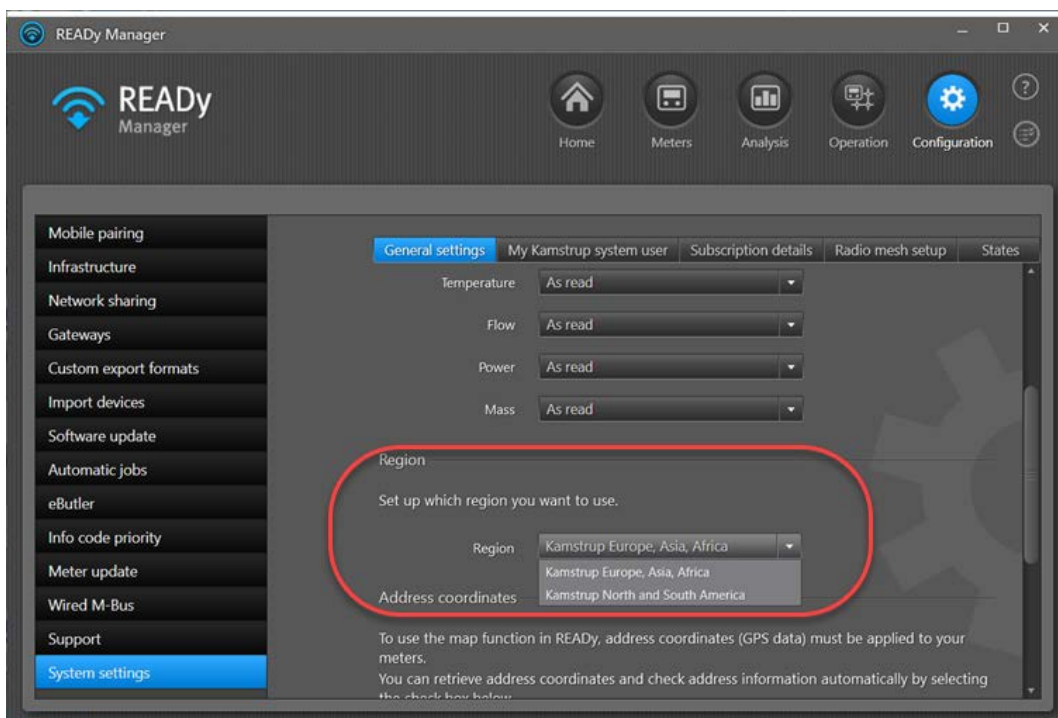 READy Manager
READy
Manager
Home
Meters
Analysis
Operation
Configuration
Mobile pairing
Infrastructure
Network sharing
Gateways
Custom export formats
Import devices
Software update
Automatic jobs
eButler
Info code priority
Meter update
Wired M-Bus
Support
System settings
General settings
My Kamstrup system user
Subscription details
Radio mesh setup
States
Temperature As read
Flow As read
Power As read
Mass As read
Region
Set up which region you want to use.
Region Kamstrup Europe, Asia, Africa
Kamstrup Europe, Asia, Africa
Kamstrup North and South America
Address coordinates
To use the map function in READy, address coordinates (GPS data) must be applied to your
meters.
You can retrieve address coordinates and check address information automatically by selecting
the check box below